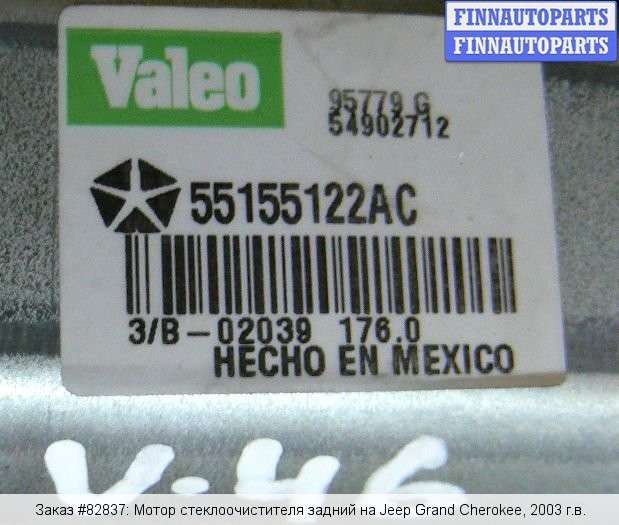 FINNAUTOPARTS
FINNAUTOPARTS
Valeo
95779 G
54902712
55155122AC
3/B-02039 176.0
HECHO EN MEXICO
V-46
Заказ #82837: Мотор стеклоочистителя задний на Jeep Grand Cherokee, 2003 г.в.